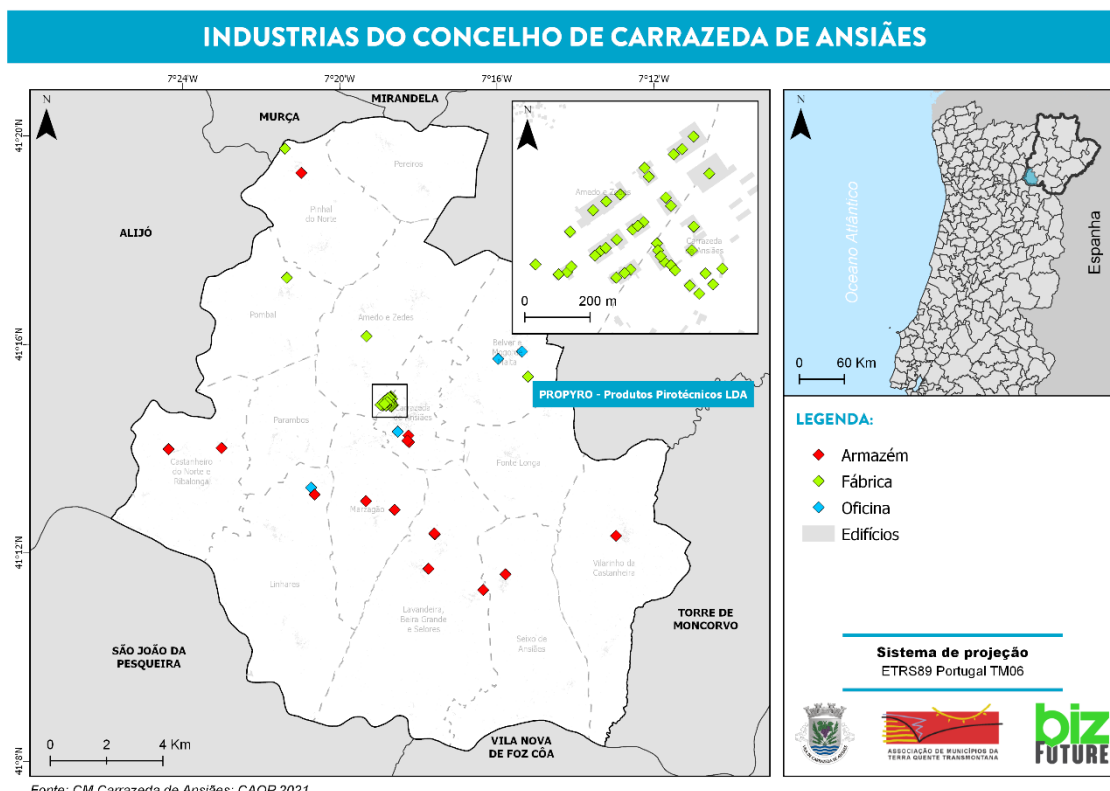 INDUSTRIAS DO CONCELHO DE CARRAZEDA DE ANSIÃES
7°24'W
7°20'W
7°16'W
7°12'W
41°20'N
41°16'N
41°12'N
41°8'N
N
MIRANDELA
MURÇA
ALIJÓ
Pereiros
Pinhal
do Norte
Pombal
Amedo e Zedes
Belver e
Mogo de
Malta
PROPYRO - Produtos Pirotécnicos LDA
Carrazeda
de Ansiães
Parambos
Castanheiro
do Norte e
Ribalonga
Fonte Longa
Marzagão
Linhares
Vilarinho da
Castanheira
Lavandeira,
Beira Grande
e Selores
Seixo de
Ansiães
TORRE DE
MONCORVO
SÃO JOÃO DA
PESQUEIRA
VILA NOVA
DE FOZ CÔA
0 2 4 Km
N
Amedo e Zedes
Carrazeda
de Ansiães
0 200 m
N
Oceano Atlântico
Espanha
0 60 Km
LEGENDA:
Armazém
Fábrica
Oficina
Edifícios
Sistema de projeção
ETRS89 Portugal TM06
VILA DE CARRAZEDA DE ANSIÃES
ASSOCIAÇÃO DE MUNICÍPIOS DA
TERRA QUENTE TRANSMONTANA
biz
FUTURE
Fonte: CM Carrazeda de Ansiães; CAOP 2021